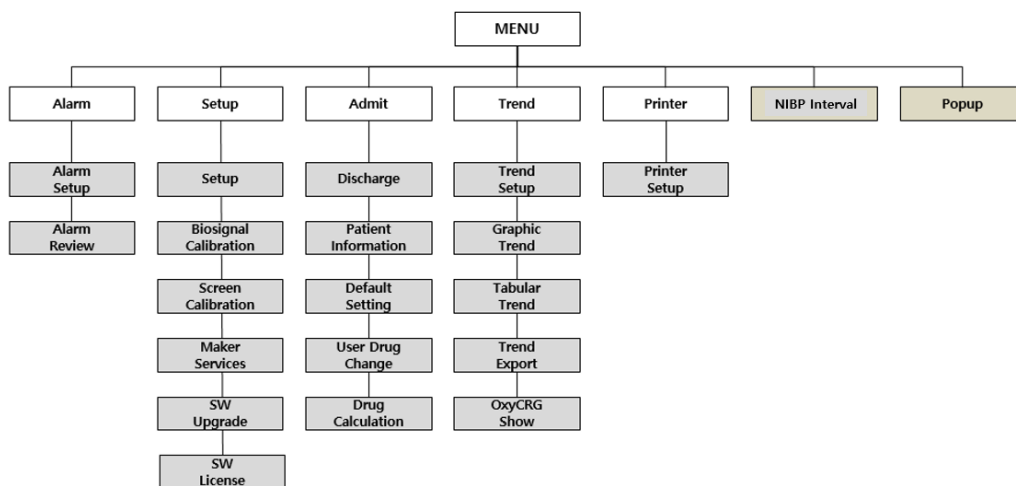 MENU
Alarm
Setup
Admit
Trend
Printer
NIBP Interval
Popup
Alarm
Setup
Setup
Discharge
Trend
Setup
Printer
Setup
Alarm
Review
Biosignal
Calibration
Patient
Information
Graphic
Trend
Screen
Calibration
Default
Setting
Tabular
Trend
Maker
Services
User Drug
Change
Trend
Export
SW
Upgrade
Drug
Calculation
OxyCRG
Show
SW
License